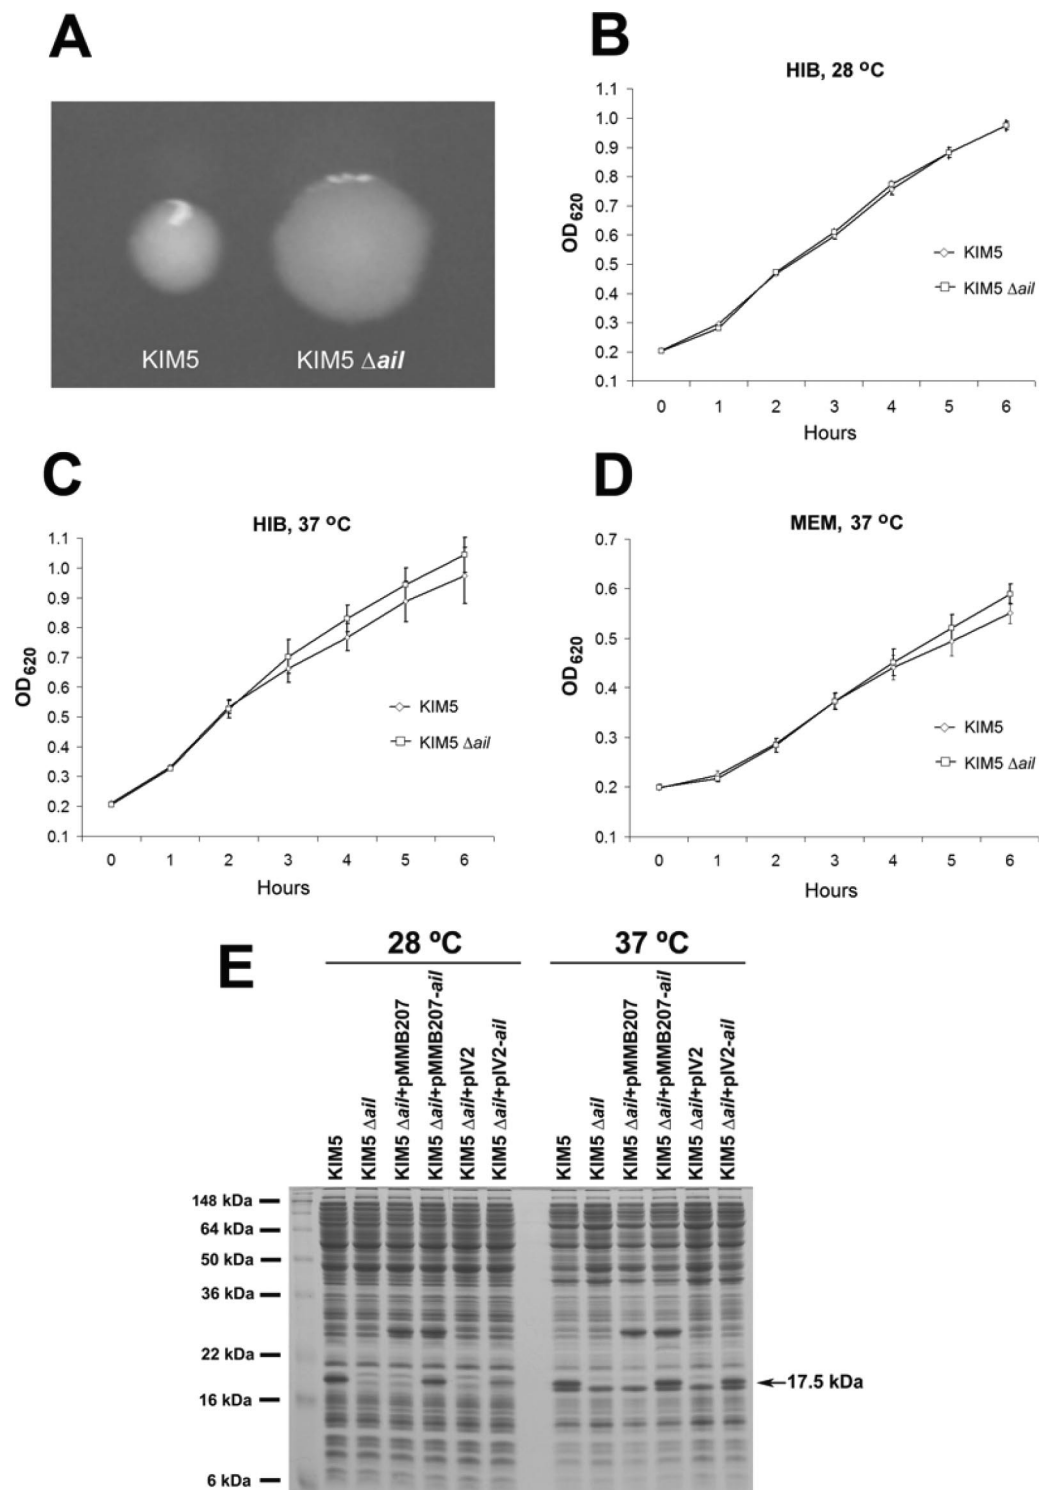 A
KIM5
KIM5 Δail
B
HIB, 28 °C
1.1
1.0
0.9
0.8
0.7
0.6
0.5
0.4
0.3
0.2
0.1
OD620
KIM5
KIM5 Δail
0 1 2 3 4 5 6
Hours
C
HIB, 37 °C
1.1
1.0
0.9
0.8
0.7
0.6
0.5
0.4
0.3
0.2
0.1
OD620
KIM5
KIM5 Δail
0 1 2 3 4 5 6
Hours
D
MEM, 37 °C
0.7
0.6
0.5
0.4
0.3
0.2
0.1
OD620
KIM5
KIM5 Δail
0 1 2 3 4 5 6
Hours
E
28 ºC
37 ºC
KIM5
KIM5 Δail
KIM5 Δail+pMMB207
KIM5 Δail+pMMB207-ail
KIM5 Δail+pIV2
KIM5 Δail+pIV2-ail
KIM5
KIM5 Δail
KIM5 Δail+pMMB207
KIM5 Δail+pMMB207-ail
KIM5 Δail+pIV2
KIM5 Δail+pIV2-ail
148 kDa
64 kDa
50 kDa
36 kDa
22 kDa
16 kDa
6 kDa
17.5 kDa